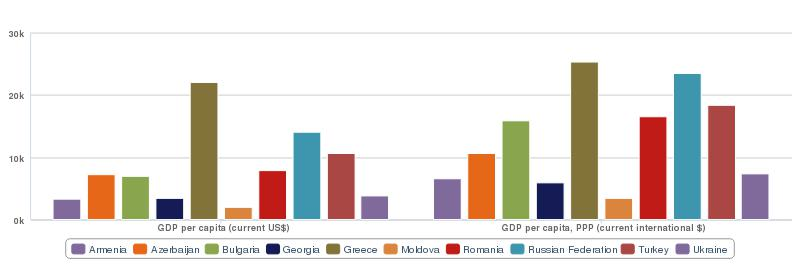 30k
20k
10k
0k
GDP per capita (current US$) GDP per capita, PPP (current international $)
Armenia Azerbaijan Bulgaria Georgia Greece Moldova Romania Russian Federation Turkey Ukraine